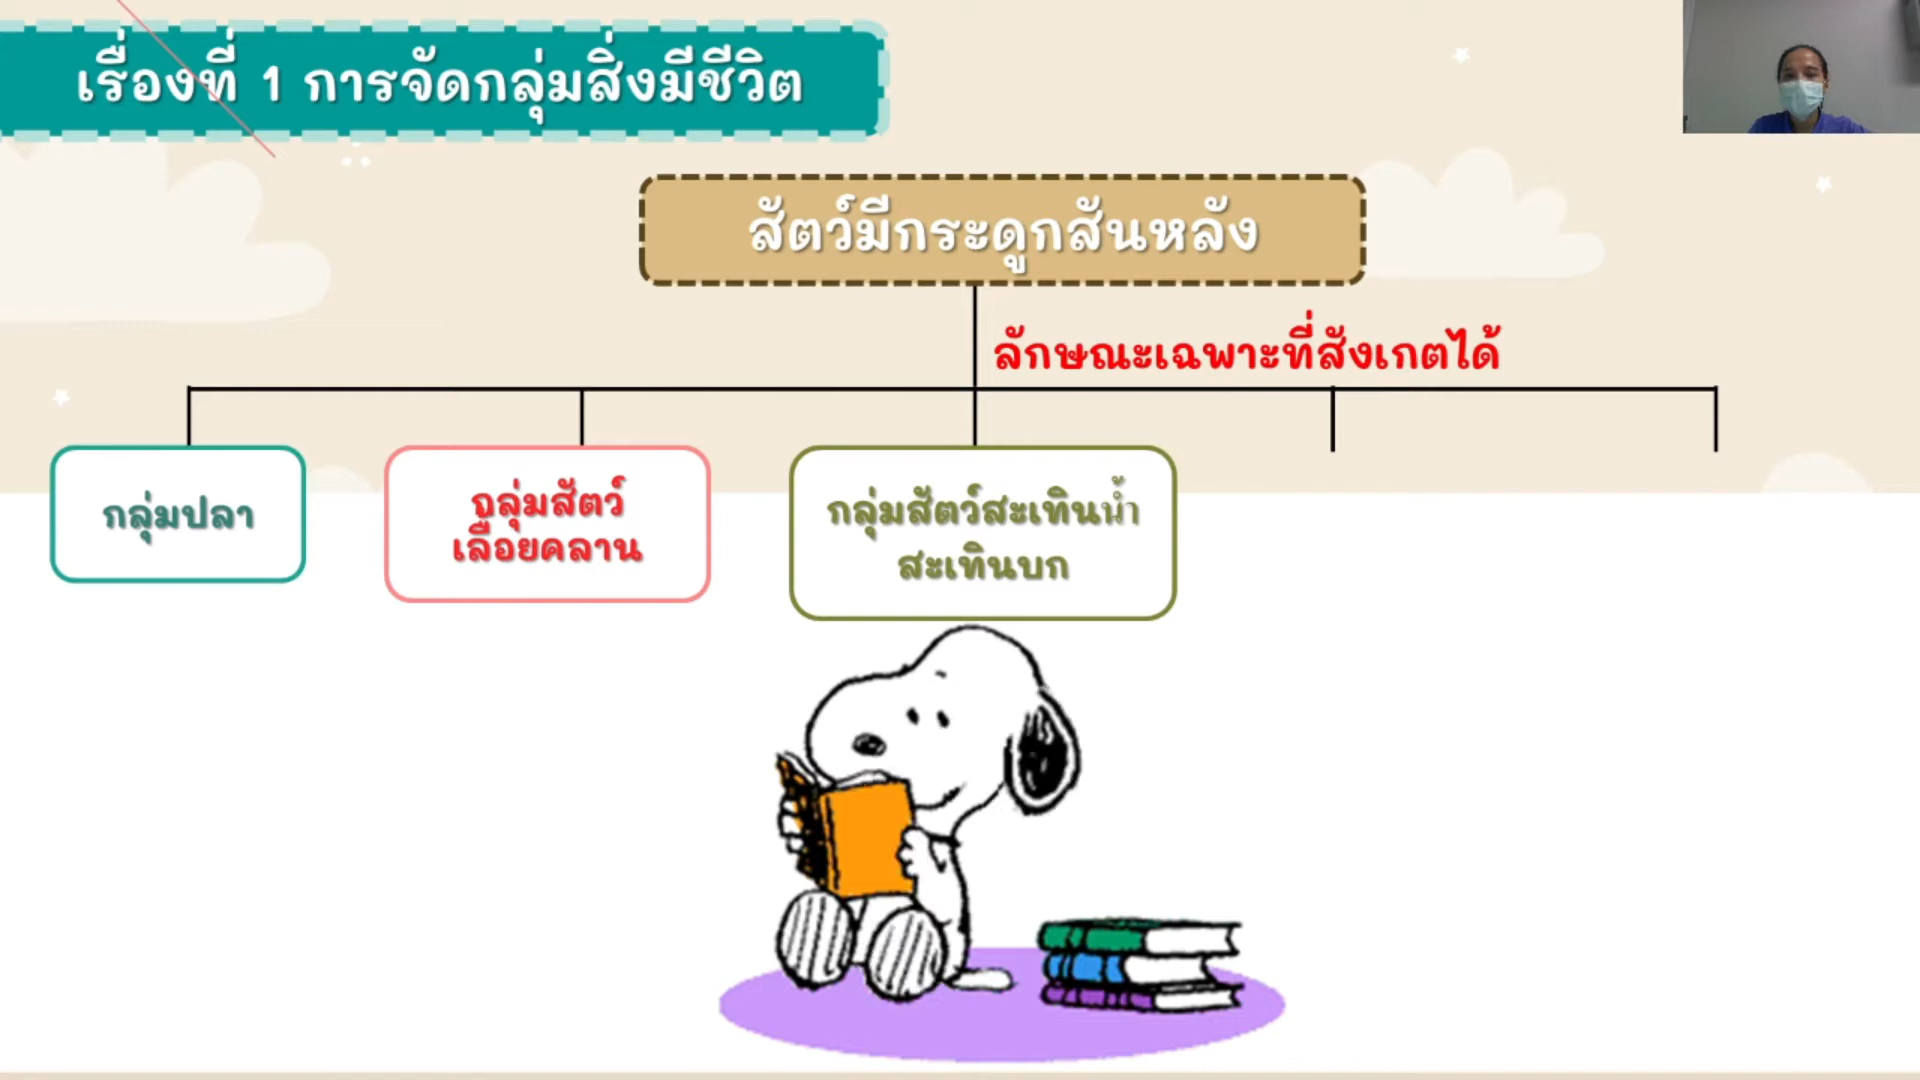 เรื่องที่ 1 การจัดกลุ่มสิ่งมีชีวิต
สัตว์มีกระดูกสันหลัง
ลักษณะเฉพาะที่สังเกตได้
กลุ่มปลา
กลุ่มสัตว์
เลื้อยคลาน
กลุ่มสัตว์สะเทินน้ำ
สะเทินบก